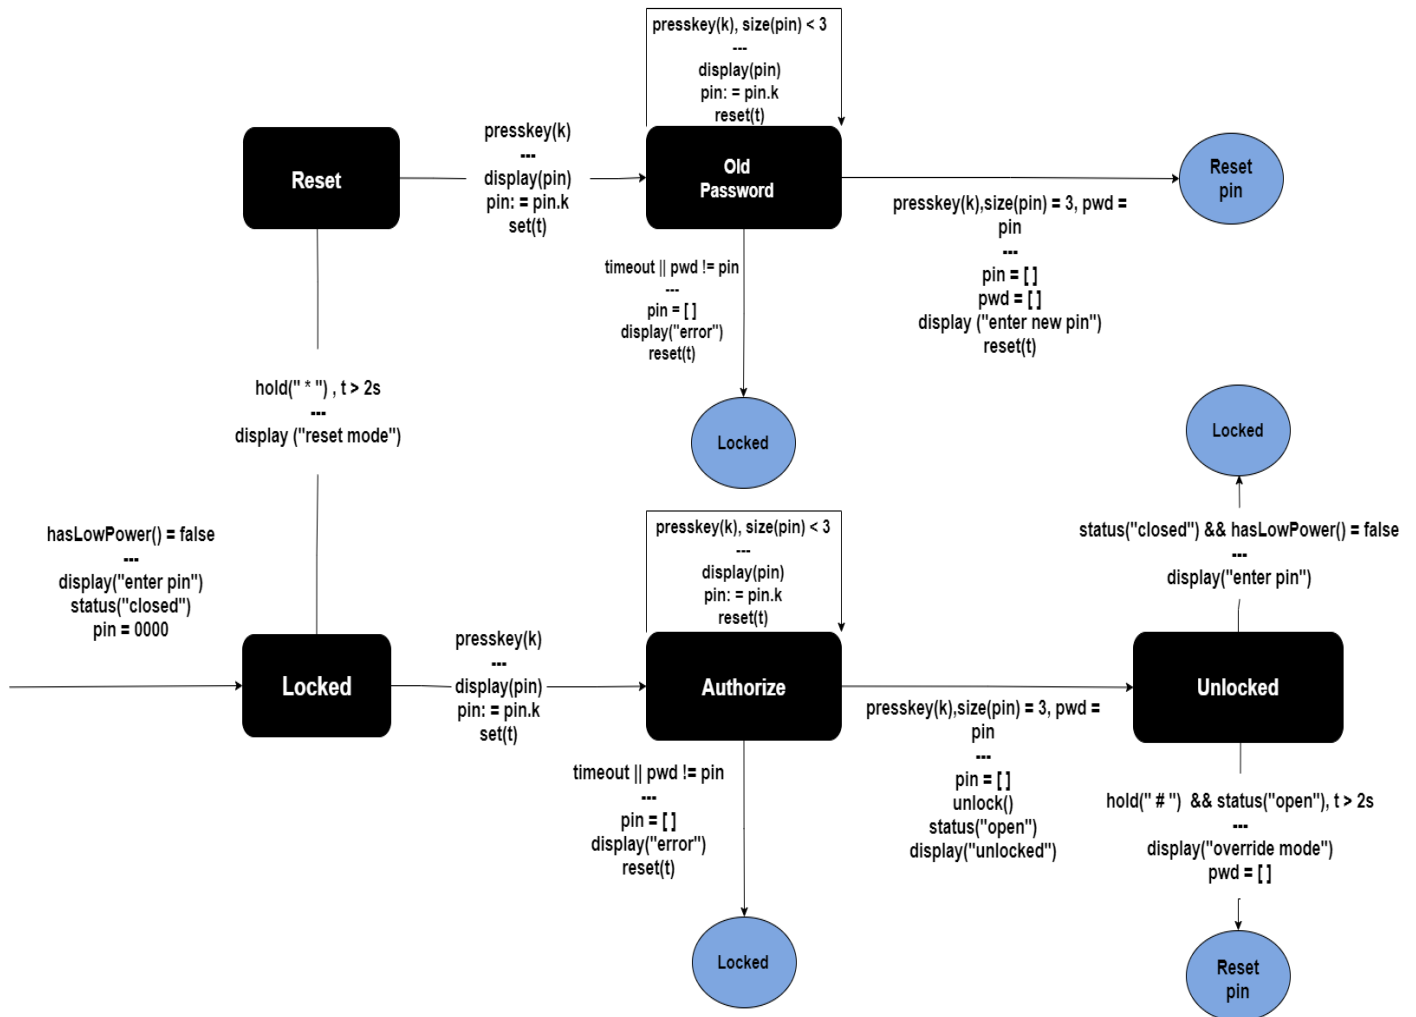 presskey(k), size(pin) < 3
---
display(pin)
pin: = pin.k
reset(t)
Reset
presskey(k)
---
display(pin)
pin: = pin.k
set(t)
Old
Password
Reset
pin
presskey(k),size(pin) = 3, pwd =
pin
---
pin = [ ]
pwd = [ ]
display ("enter new pin")
reset(t)
timeout || pwd != pin
---
pin = [ ]
display("error")
reset(t)
Locked
hold(" * ") , t > 2s
---
display ("reset mode")
Locked
hasLowPower() = false
---
display("enter pin")
status("closed")
pin = 0000
presskey(k), size(pin) < 3
---
display(pin)
pin: = pin.k
reset(t)
status("closed") && hasLowPower() = false
---
display("enter pin")
Locked
presskey(k)
---
display(pin)
pin: = pin.k
set(t)
Authorize
presskey(k),size(pin) = 3, pwd =
pin
---
pin = [ ]
unlock()
status("open")
display("unlocked")
Unlocked
timeout || pwd != pin
---
pin = [ ]
display("error")
reset(t)
Locked
hold(" # ")  && status("open"), t > 2s
---
display("override mode")
pwd = [ ]
Reset
pin